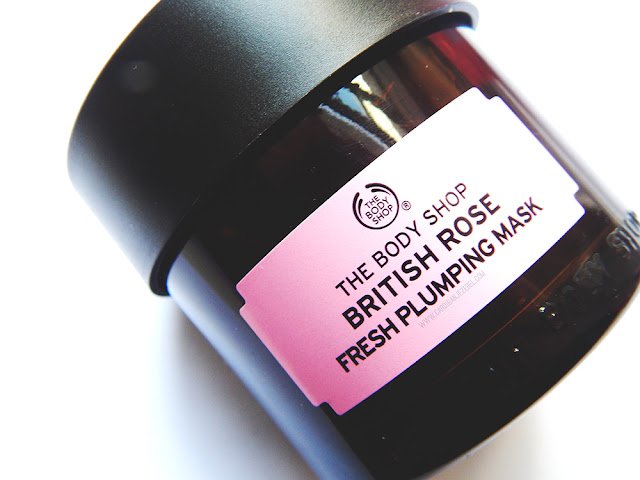 THE
BODY
SHOP
®
THE BODY SHOP
BRITISH ROSE
FRESH PLUMPING MASK